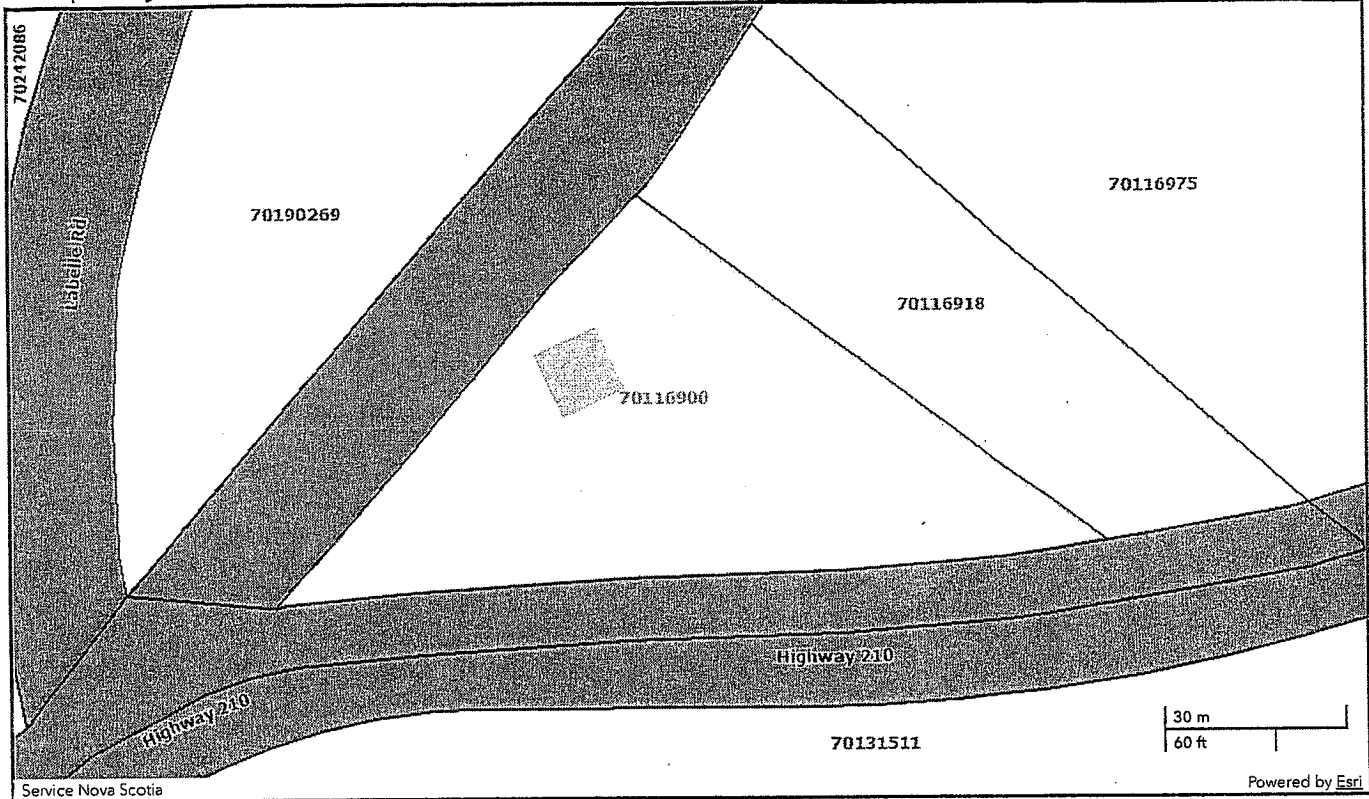 70242086
70190269
Labelle Rd
70116975
70116918
70116900
Highway 210
Highway 210
70131511
30 m
60 ft
Service Nova Scotia
Powered by Esri